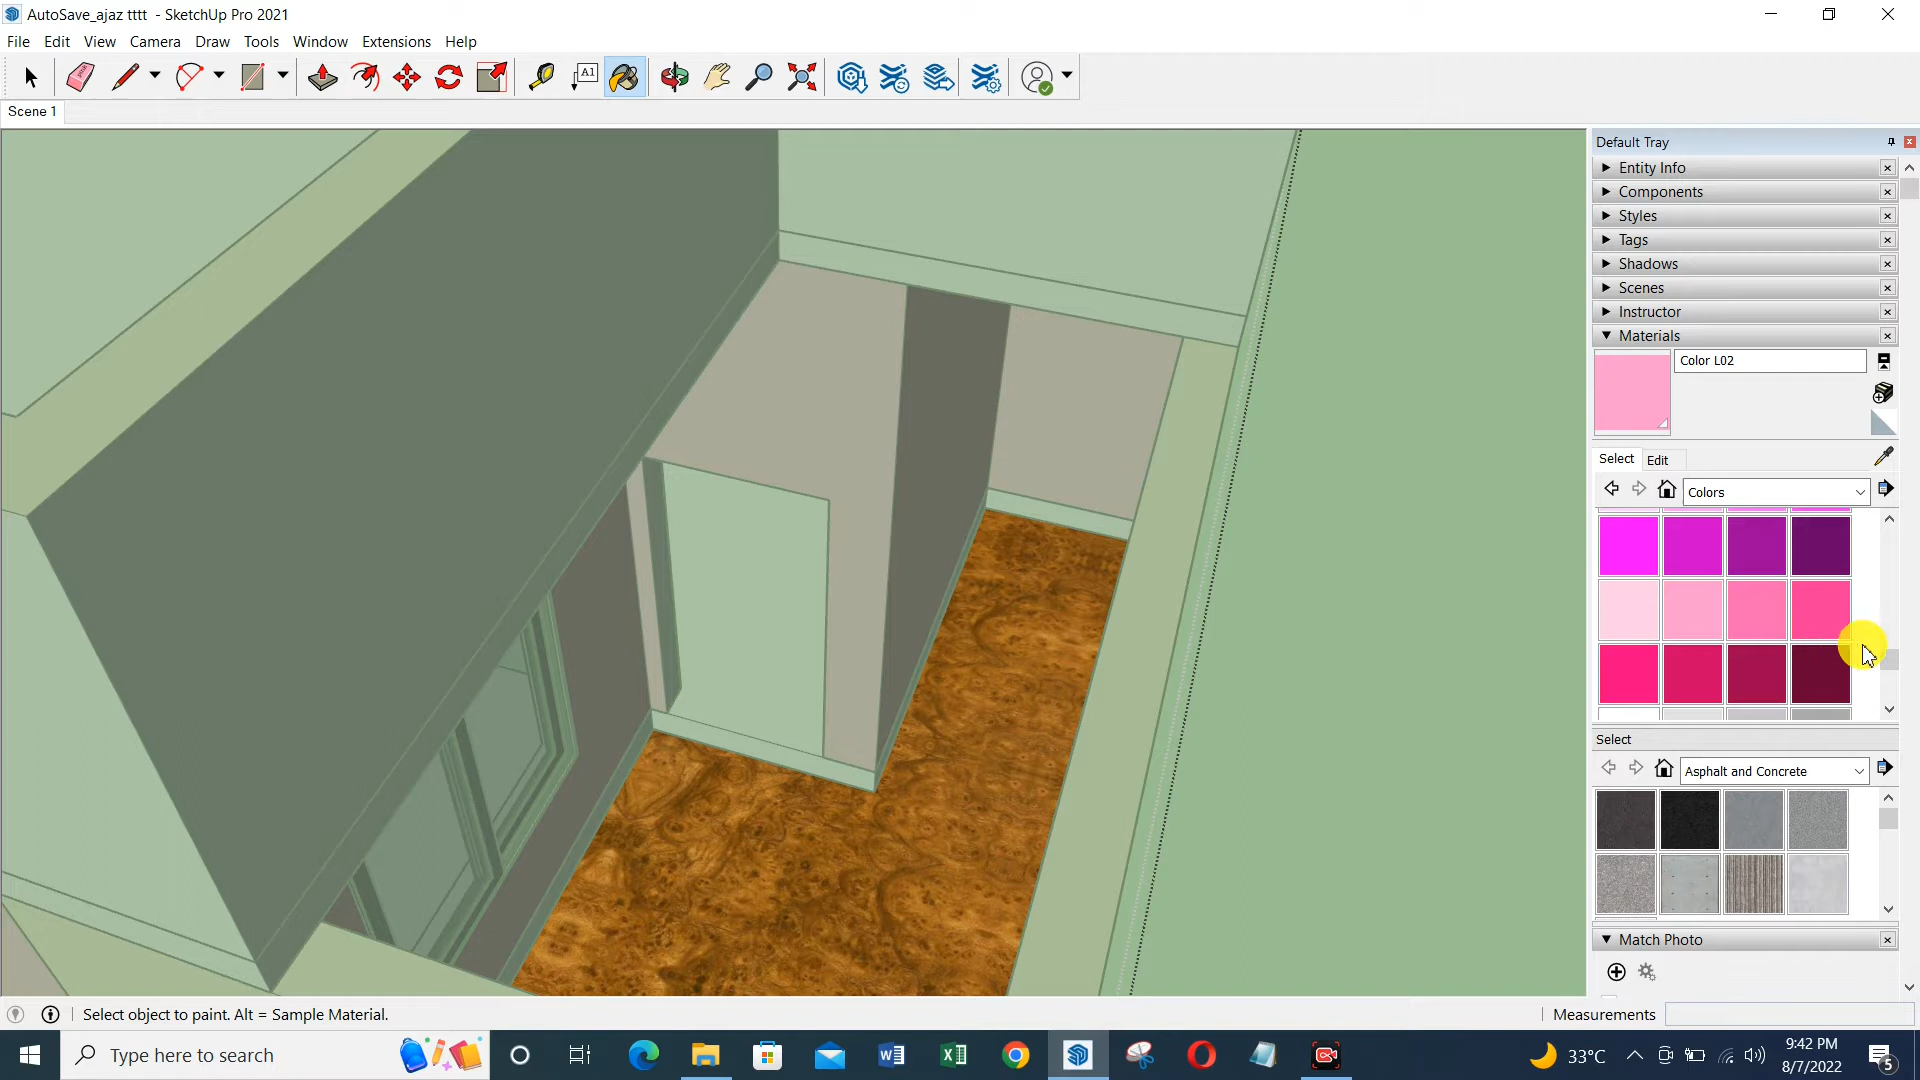 AutoSave_ajaz tttt - SketchUp Pro 2021
File Edit View Camera Draw Tools Window Extensions Help
Scene 1
Default Tray
Entity Info
Components
Styles
Tags
Shadows
Scenes
Instructor
Materials
Color L02
Select Edit
Colors
Select
Asphalt and Concrete
Match Photo
Select object to paint. Alt = Sample Material.
Measurements
Type here to search
33°C
9:42 PM
8/7/2022
5